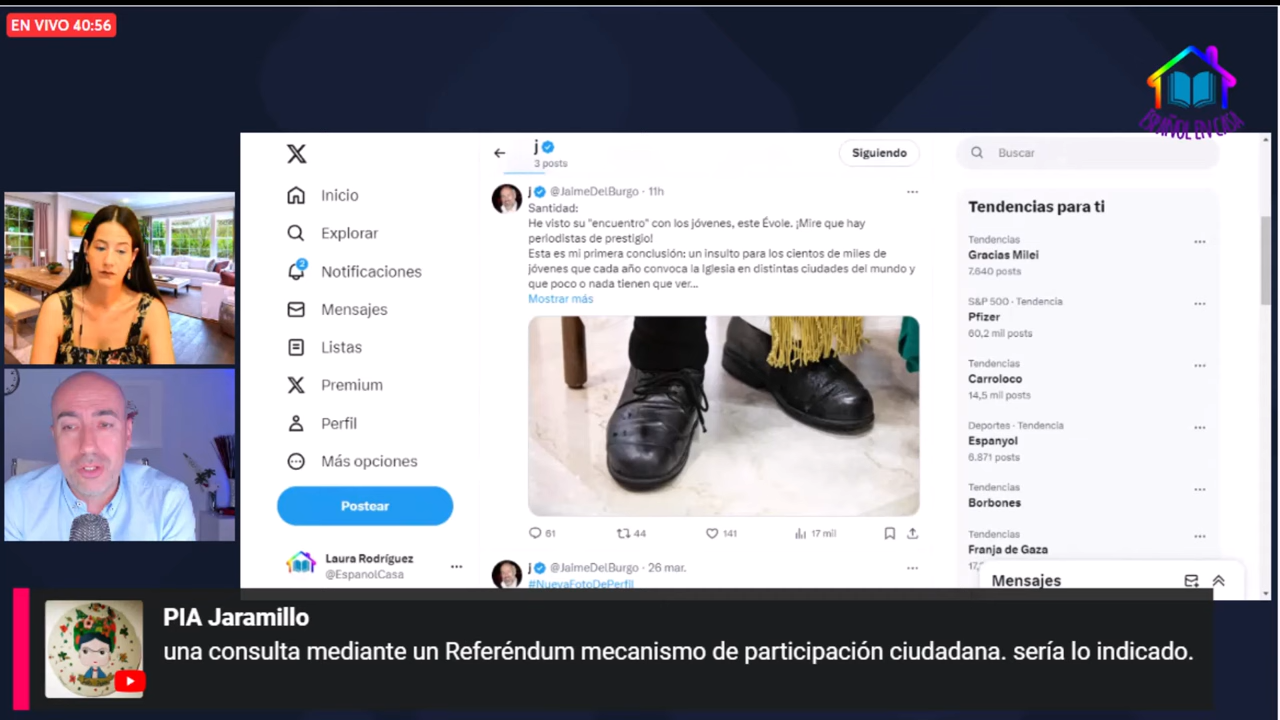 EN VIVO 40:56
ESPAÑOL EN CASA
j
3 posts
Siguiendo
Buscar
Inicio
Explorar
2
Notificaciones
Mensajes
Listas
Premium
Perfil
Más opciones
Postear
Laura Rodríguez
@EspanolCasa
j @JaimeDelBurgo · 11h
Santidad:
He visto su "encuentro" con los jóvenes, este Évole. ¡Mire que hay
periodistas de prestigio!
Esta es mi primera conclusión: un insulto para los cientos de miles de
jóvenes que cada año convoca la Iglesia en distintas ciudades del mundo y
que poco o nada tienen que ver...
Mostrar más
61
44
141
17 mil
j @JaimeDelBurgo · 26 mar.
#NuevaFotoDePerfil
Tendencias para ti
Tendencias
Gracias Milei
7.640 posts
S&P 500 · Tendencia
Pfizer
60,2 mil posts
Tendencias
Carroloco
14,5 mil posts
Deportes · Tendencia
Espanyol
6.871 posts
Tendencias
Borbones
Tendencias
Franja de Gaza
Mensajes
PIA Jaramillo
una consulta mediante un Referéndum mecanismo de participación ciudadana. sería lo indicado.